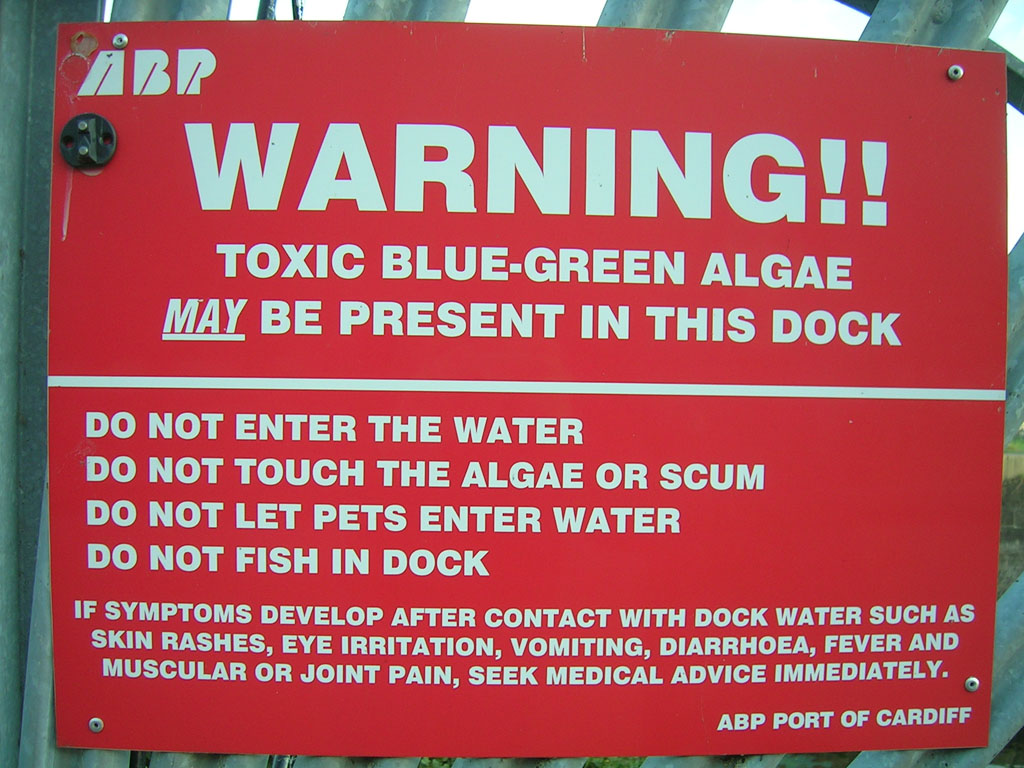 ABP
WARNING!!
TOXIC BLUE-GREEN ALGAE
MAY BE PRESENT IN THIS DOCK
DO NOT ENTER THE WATER
DO NOT TOUCH THE ALGAE OR SCUM
DO NOT LET PETS ENTER WATER
DO NOT FISH IN DOCK
IF SYMPTOMS DEVELOP AFTER CONTACT WITH DOCK WATER SUCH AS
SKIN RASHES, EYE IRRITATION, VOMITING, DIARRHOEA, FEVER AND
MUSCULAR OR JOINT PAIN, SEEK MEDICAL ADVICE IMMEDIATELY.
ABP PORT OF CARDIFF